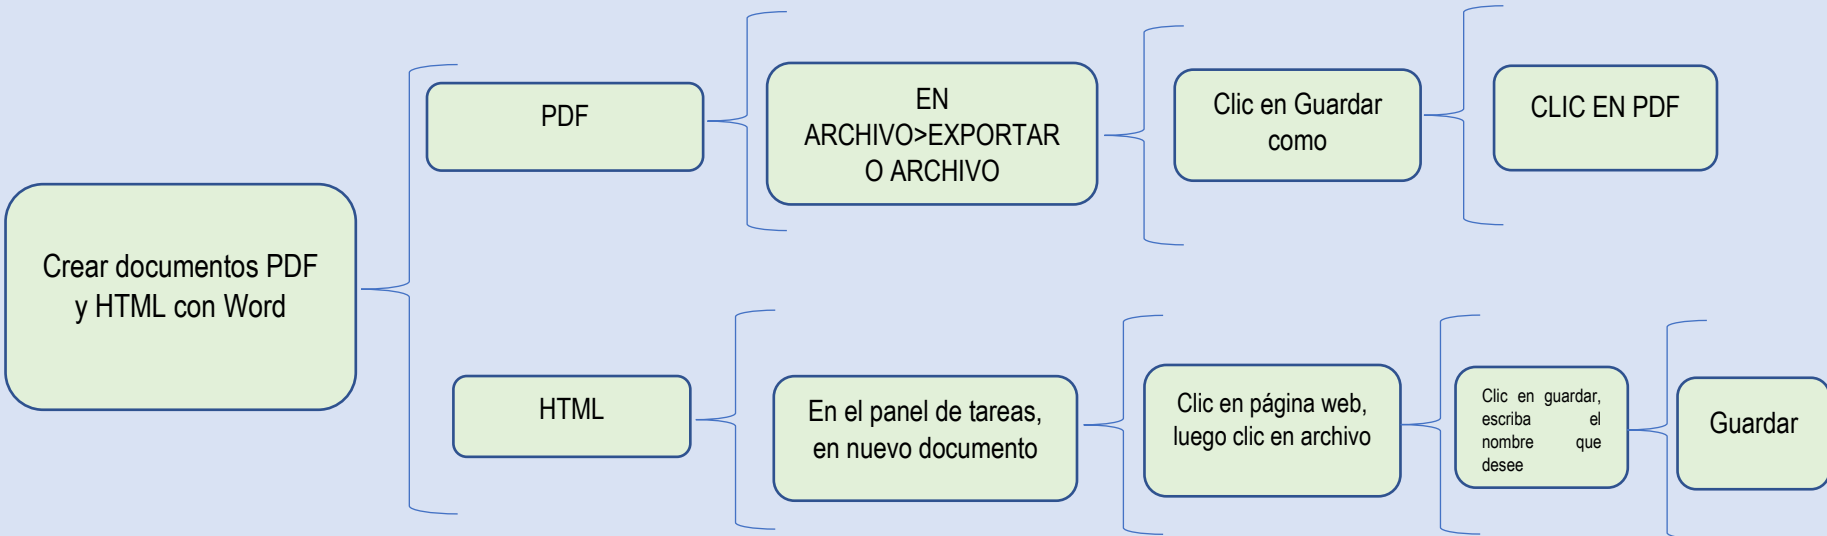 Crear documentos PDF
y HTML con Word
PDF
EN
ARCHIVO>EXPORTAR
O ARCHIVO
Clic en Guardar
como
CLIC EN PDF
HTML
En el panel de tareas,
en nuevo documento
Clic en página web,
luego clic en archivo
Clic en guardar,
escriba el
nombre que
desee
Guardar